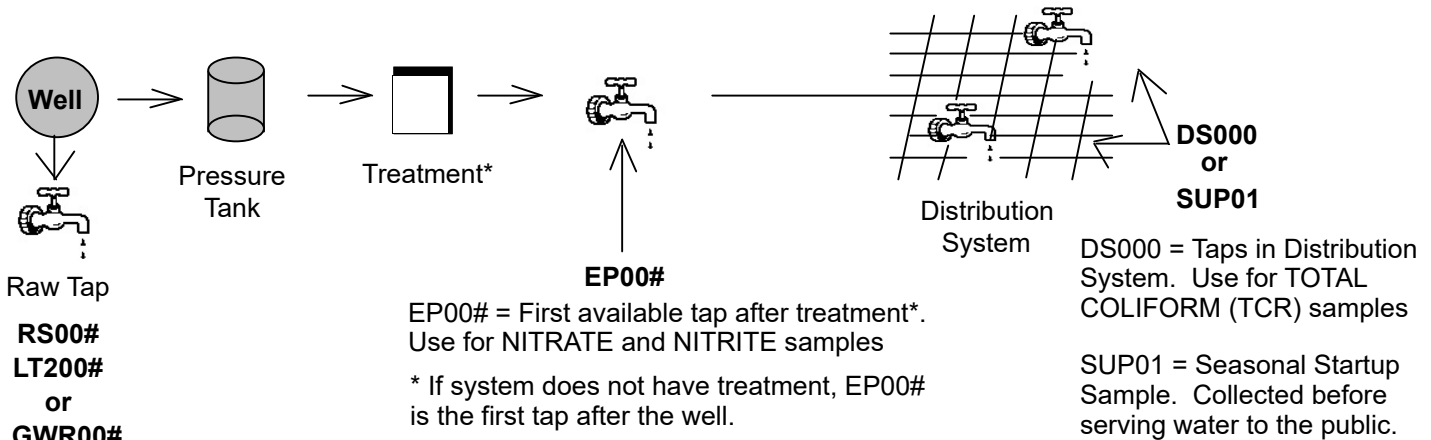 Well
Pressure
Tank
Treatment*
Raw Tap
RS00#
LT200#
or
GWR00#
EP00#
EP00# = First available tap after treatment*.
Use for NITRATE and NITRITE samples
* If system does not have treatment, EP00#
is the first tap after the well.
Distribution
System
DS000
or
SUP01
DS000 = Taps in Distribution
System. Use for TOTAL
COLIFORM (TCR) samples
SUP01 = Seasonal Startup
Sample. Collected before
serving water to the public.